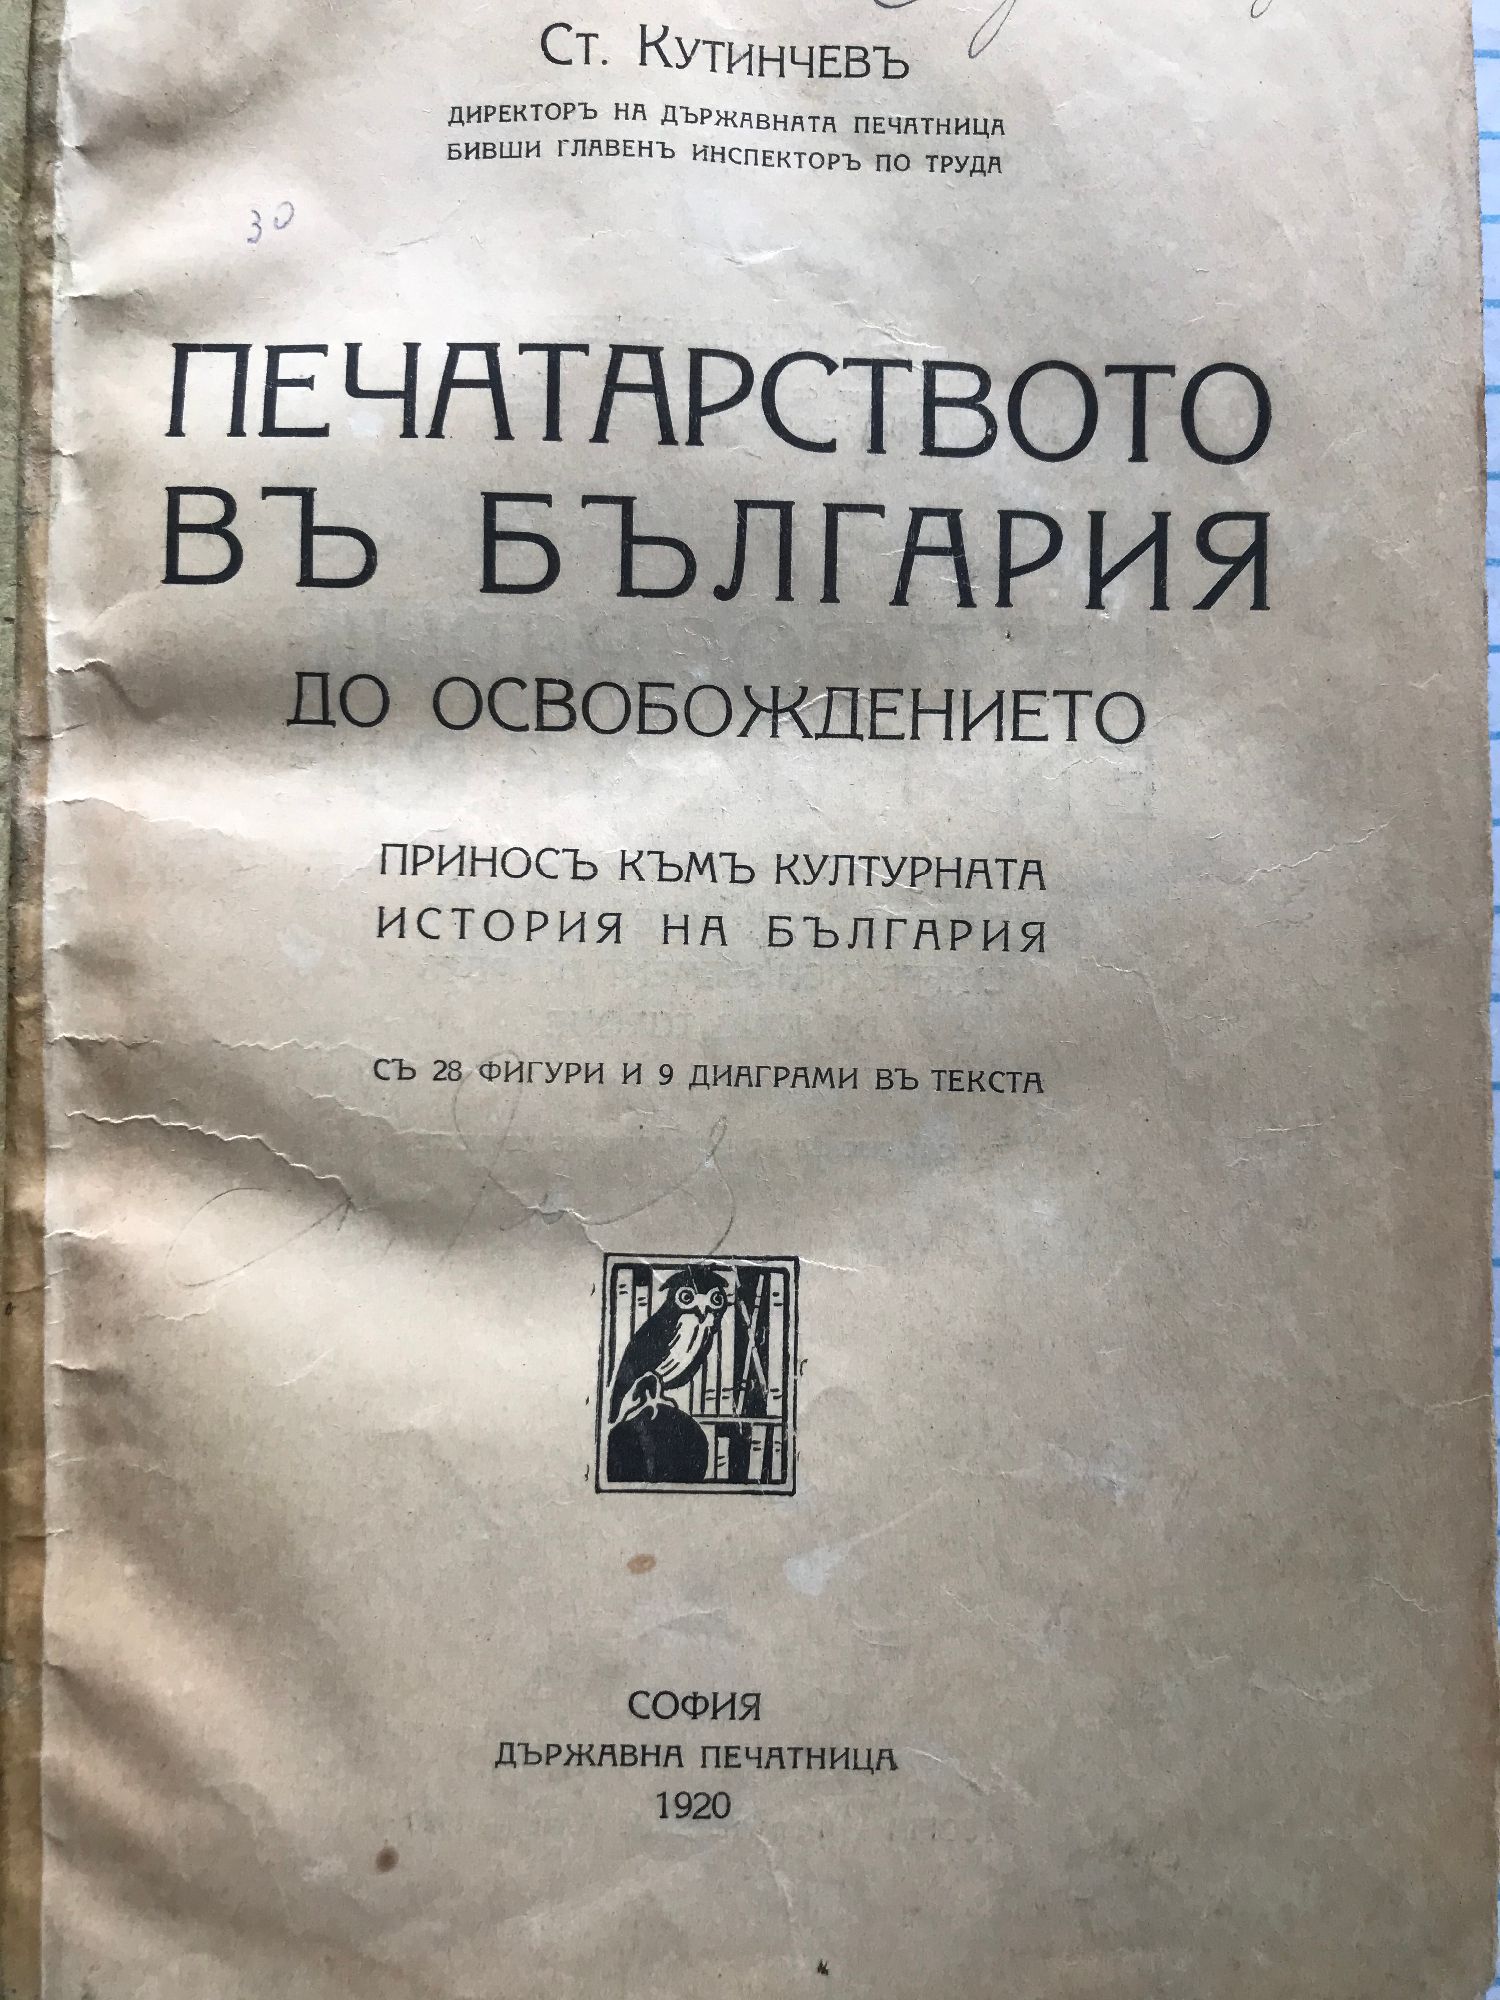 Ст. Кутинчевъ
ДИРЕКТОРЪ НА ДЪРЖАВНАТА ПЕЧАТНИЦА
БИВШИ ГЛАВЕНЪ ИНСПЕКТОРЪ ПО ТРУДА
30
ПЕЧАТАРСТВОТО
ВЪ БЪЛГАРИЯ
ДО ОСВОБОЖДЕНИЕТО
ПРИНОСЪ КЪМЪ КУЛТУРНАТА
ИСТОРИЯ НА БЪЛГАРИЯ
СЪ 28 ФИГУРИ И 9 ДИАГРАМИ ВЪ ТЕКСТА
СОФИЯ
ДЪРЖАВНА ПЕЧАТНИЦА
1920